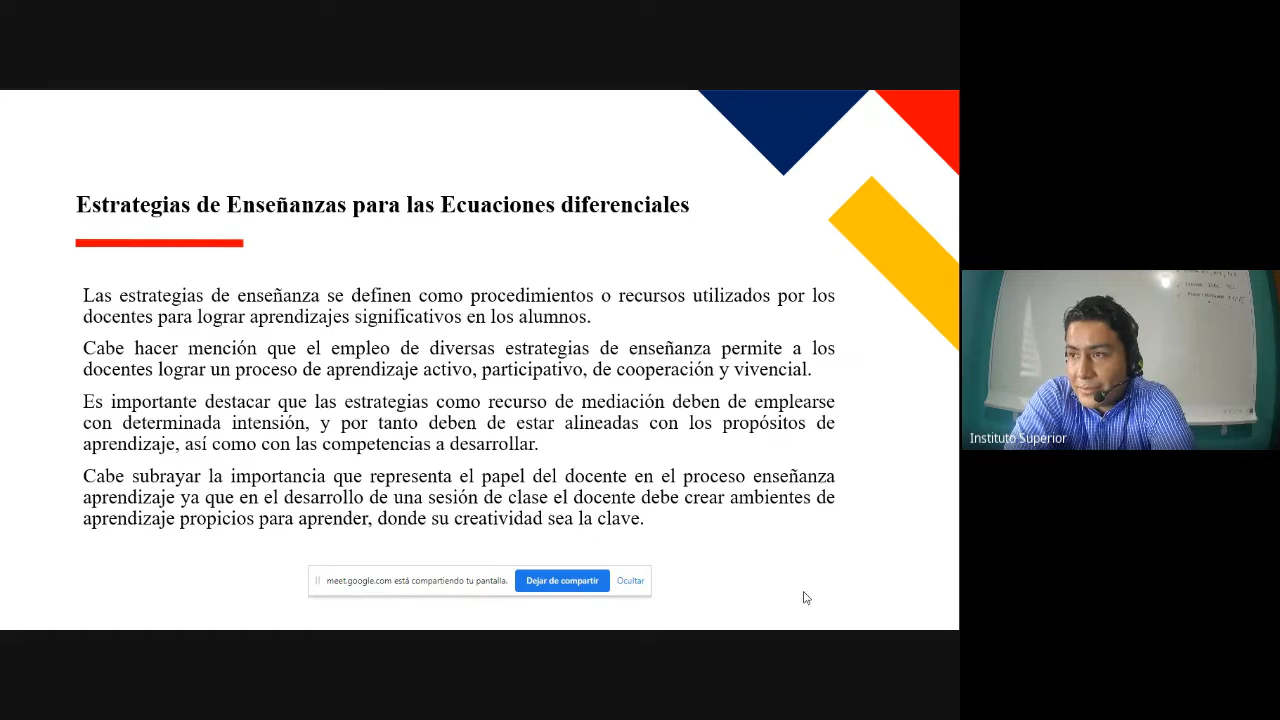 Estrategias de Enseñanzas para las Ecuaciones diferenciales
Las estrategias de enseñanza se definen como procedimientos o recursos utilizados por los
docentes para lograr aprendizajes significativos en los alumnos.
Cabe hacer mención que el empleo de diversas estrategias de enseñanza permite a los
docentes lograr un proceso de aprendizaje activo, participativo, de cooperación y vivencial.
Es importante destacar que las estrategias como recurso de mediación deben de emplearse
con determinada intensión, y por tanto deben de estar alineadas con los propósitos de
aprendizaje, así como con las competencias a desarrollar.
Cabe subrayar la importancia que representa el papel del docente en el proceso enseñanza
aprendizaje ya que en el desarrollo de una sesión de clase el docente debe crear ambientes de
aprendizaje propicios para aprender, donde su creatividad sea la clave.
meet.google.com está compartiendo tu pantalla.
Dejar de compartir
Ocultar
Instituto Superior